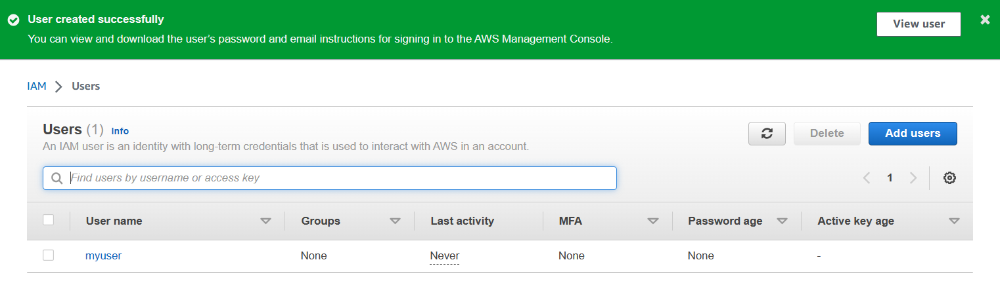 User created successfully
You can view and download the user's password and email instructions for signing in to the AWS Management Console.
View user
IAM Users
Users (1) Info
An IAM user is an identity with long-term credentials that is used to interact with AWS in an account.
Delete
Add users
Find users by username or access key
1
User name Groups Last activity MFA Password age Active key age
myuser None Never None None -